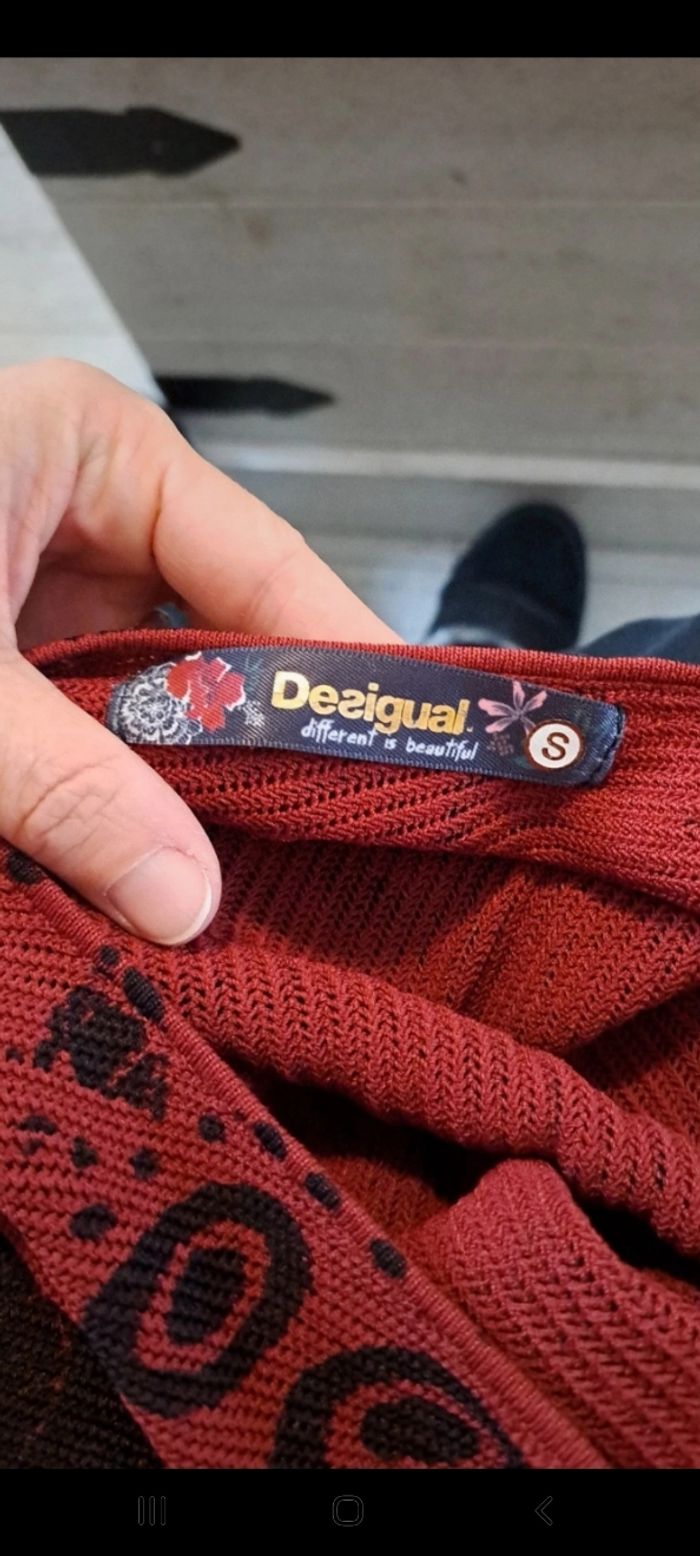 Desigual.
different is beautiful
S